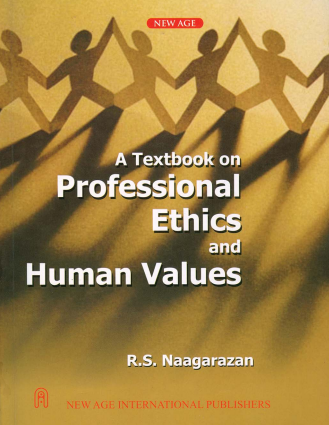 NEW AGE
A Textbook on
Professional
Ethics
and
Human Values
R.S. Naagarazan
NEW AGE INTERNATIONAL PUBLISHERS